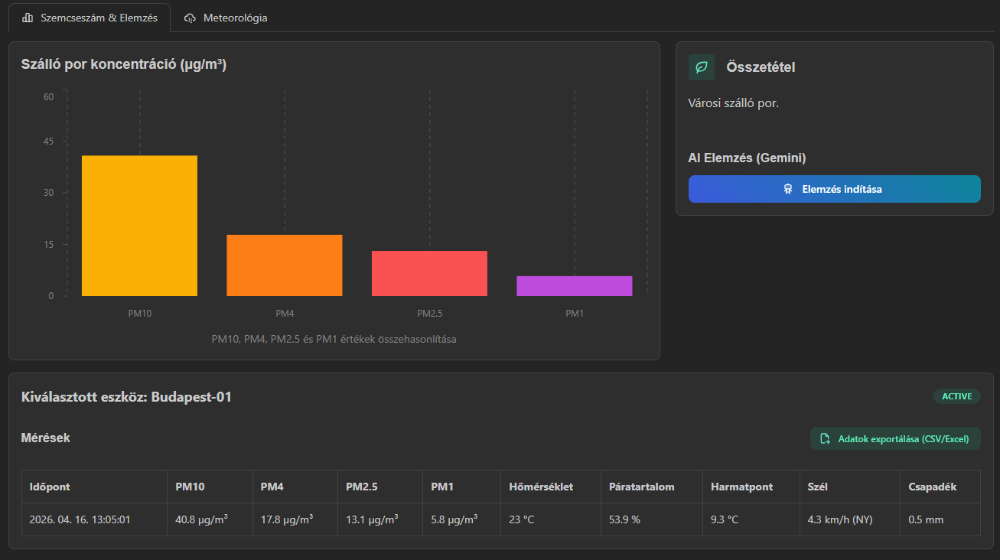 Szemcseszám & Elemzés Meteorológia
Szálló por koncentráció (µg/m³)
60
45
30
15
0
PM10 PM4 PM2.5 PM1
PM10, PM4, PM2.5 és PM1 értékek összehasonlítása
Összetétel
Városi szálló por.
AI Elemzés (Gemini)
Elemzés indítása
Kiválasztott eszköz: Budapest-01
ACTIVE
Mérések
Adatok exportálása (CSV/Excel)
Időpont PM10 PM4 PM2.5 PM1 Hőmérséklet Páratartalom Harmatpont Szél Csapadék
2026. 04. 16. 13:05:01 40.8 µg/m³ 17.8 µg/m³ 13.1 µg/m³ 5.8 µg/m³ 23 °C 53.9 % 9.3 °C 4.3 km/h (NY) 0.5 mm